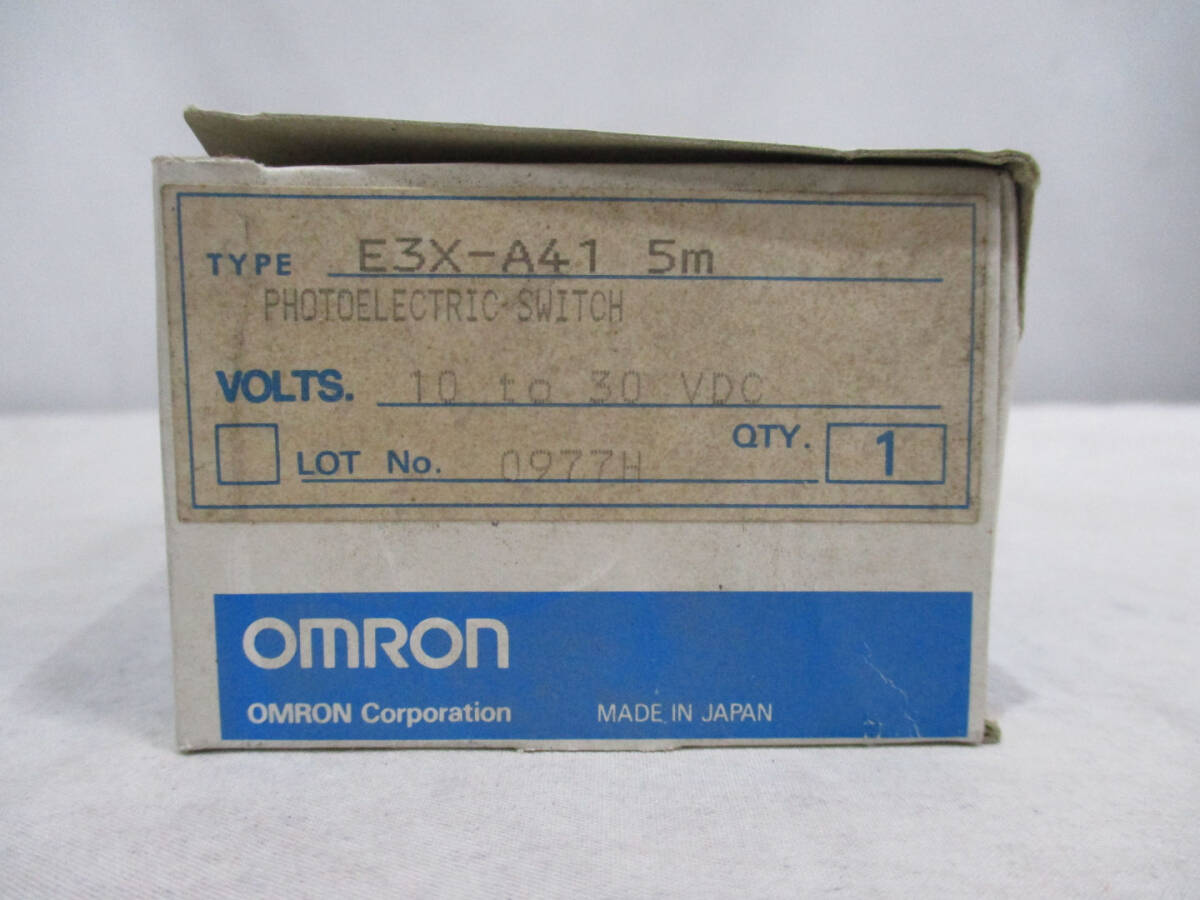 TYPE E3X-A41 5m
PHOTOELECTRIC SWITCH
VOLTS. 10 to 30 VDC
LOT No. 0977H QTY. 1
OMRON
OMRON Corporation MADE IN JAPAN